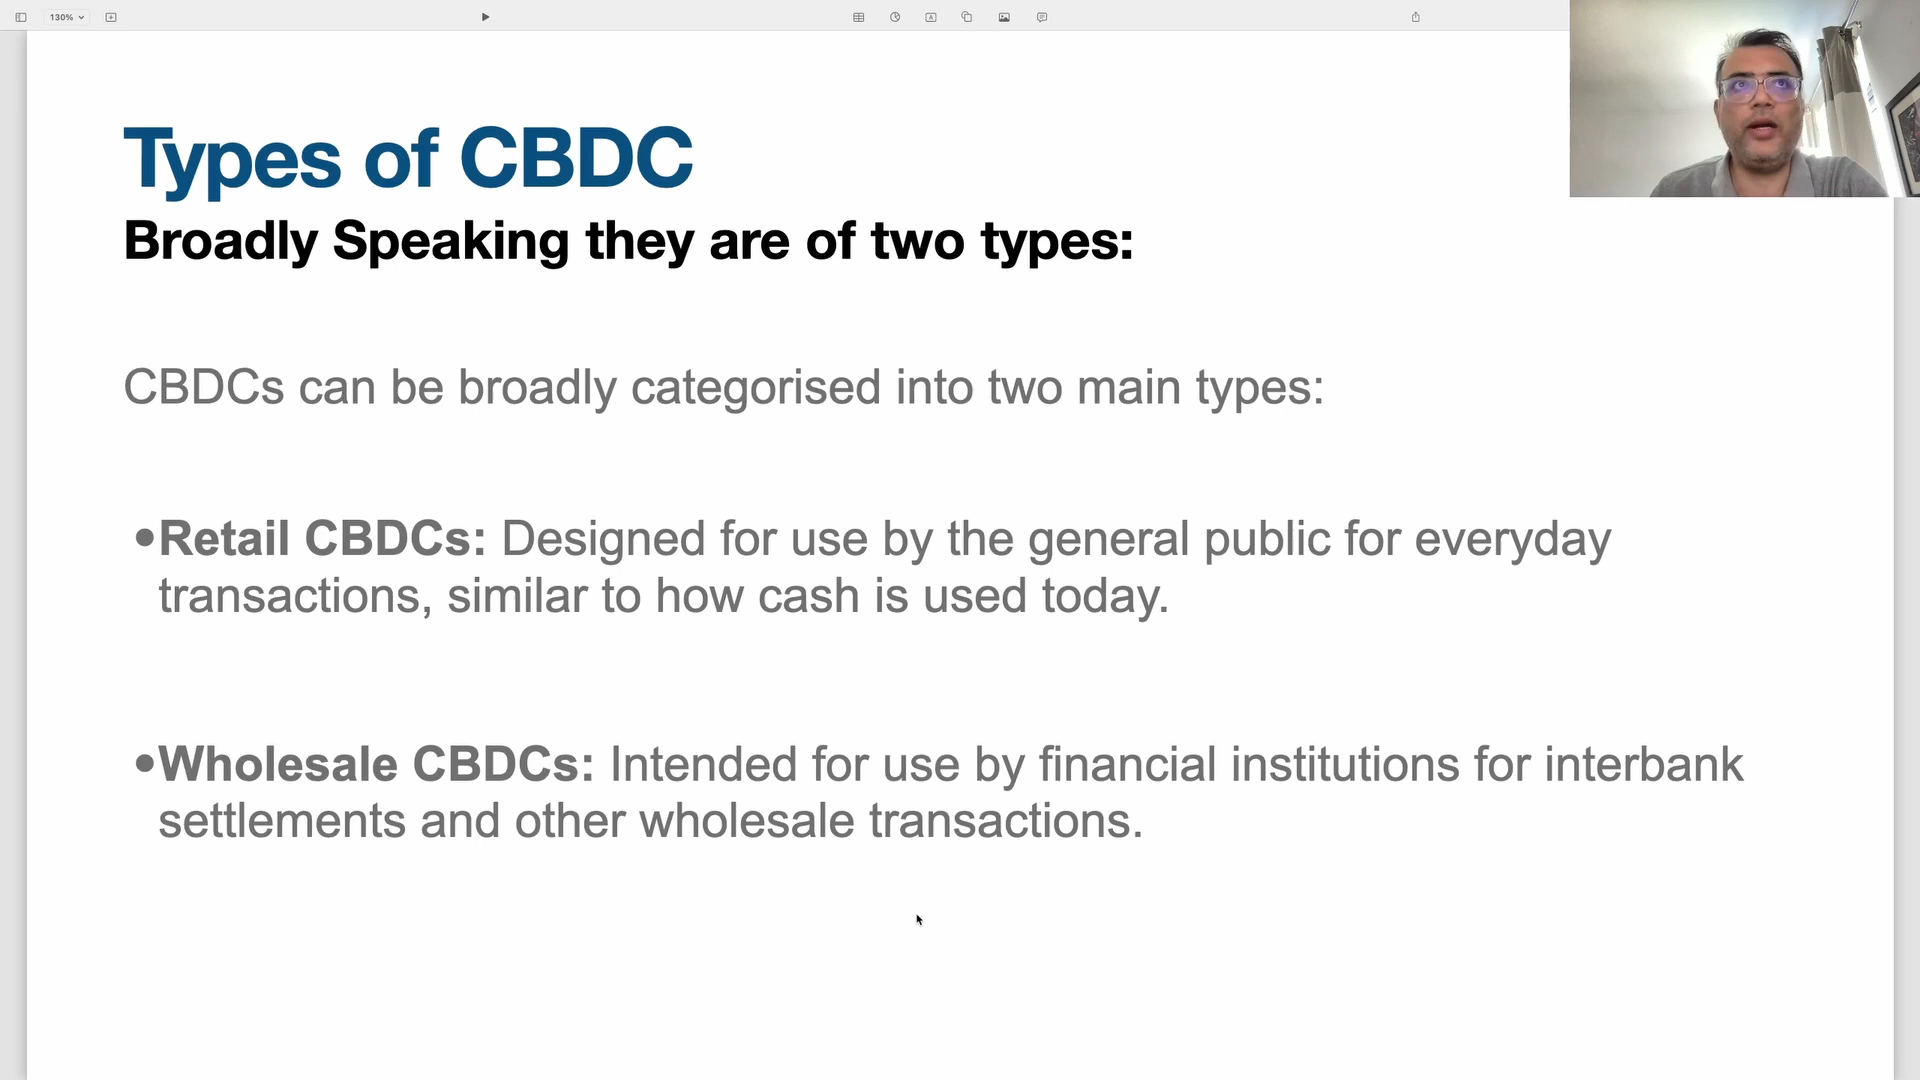 130%
Types of CBDC
Broadly Speaking they are of two types:
CBDCs can be broadly categorised into two main types:
•Retail CBDCs: Designed for use by the general public for everyday
transactions, similar to how cash is used today.
•Wholesale CBDCs: Intended for use by financial institutions for interbank
settlements and other wholesale transactions.